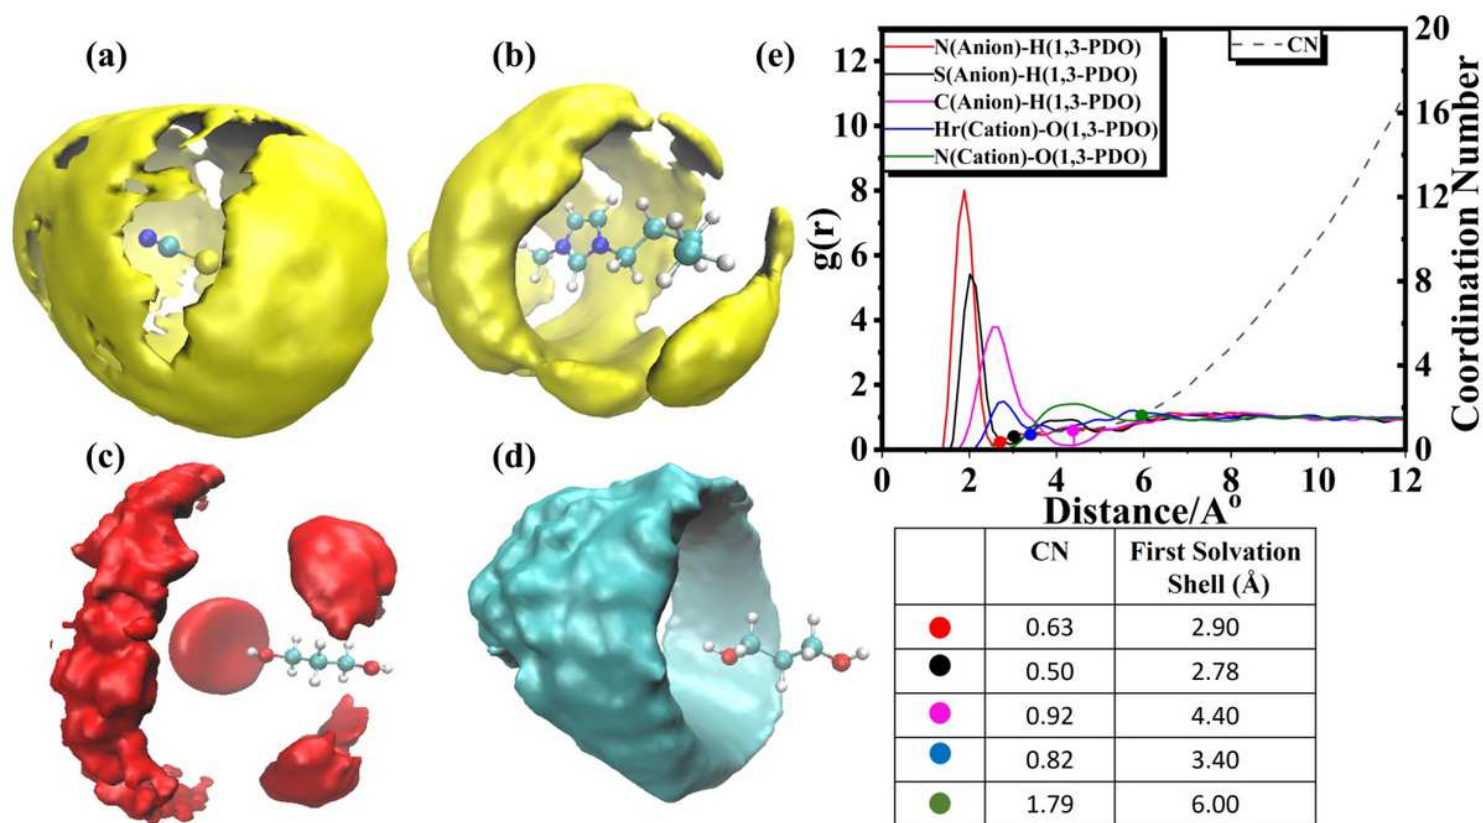 (a)
(b)
(e)
N(Anion)-H(1,3-PDO)
S(Anion)-H(1,3-PDO)
C(Anion)-H(1,3-PDO)
Hr(Cation)-O(1,3-PDO)
N(Cation)-O(1,3-PDO)
CN
g(r)
12
10
8
6
4
2
0
0 2 4 6 8 10 12
Distance/A⁰
20
16
12
8
4
0
Coordination Number
(c)
(d)
CN First Solvation
Shell (Å)
0.63 2.90
0.50 2.78
0.92 4.40
0.82 3.40
1.79 6.00